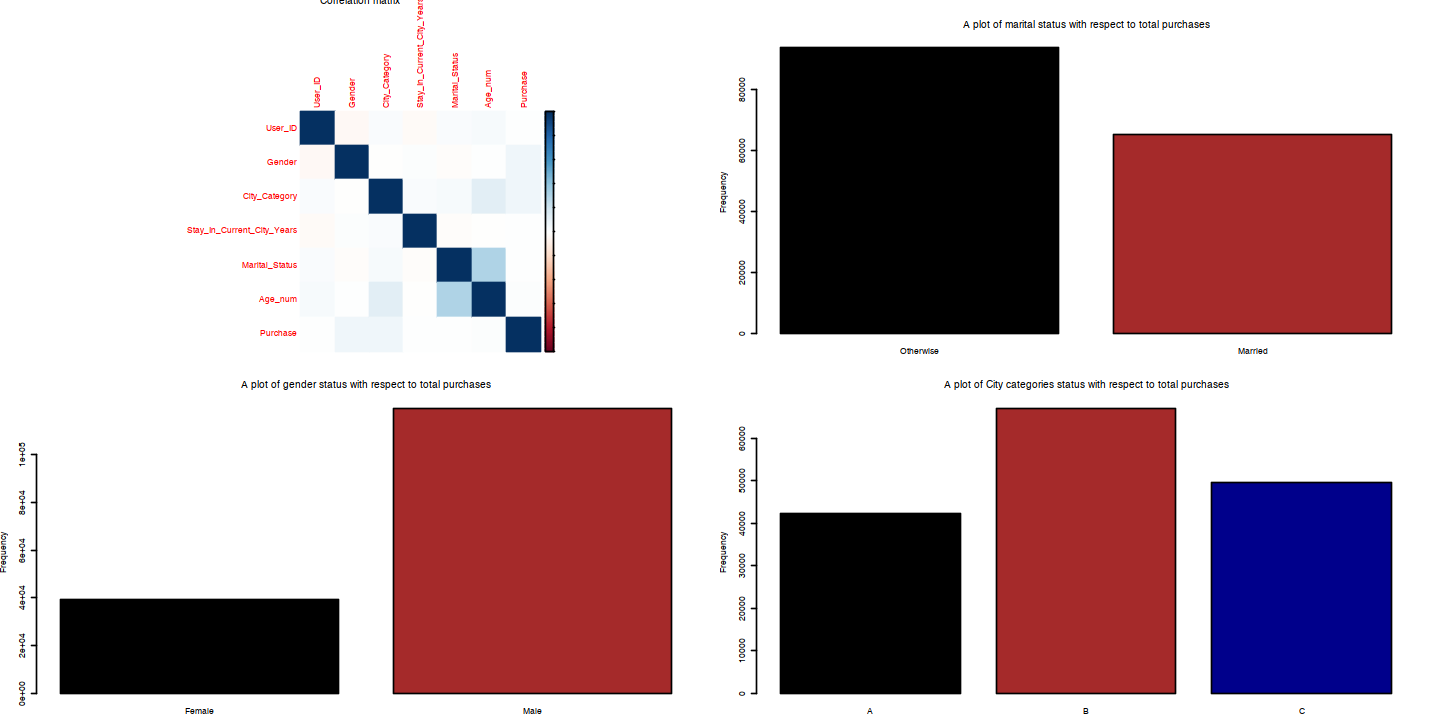 Correlation matrix
User_ID
Gender
City_Category
Stay_In_Current_City_Years
Marital_Status
Age_num
Purchase
User_ID
Gender
City_Category
Stay_In_Current_City_Years
Marital_Status
Age_num
Purchase
A plot of marital status with respect to total purchases
Frequency
80000
60000
40000
20000
0
Otherwise
Married
A plot of gender status with respect to total purchases
Frequency
1e+05
8e+04
6e+04
4e+04
2e+04
0e+00
Female
Male
A plot of City categories status with respect to total purchases
Frequency
60000
50000
40000
30000
20000
10000
0
A
B
C